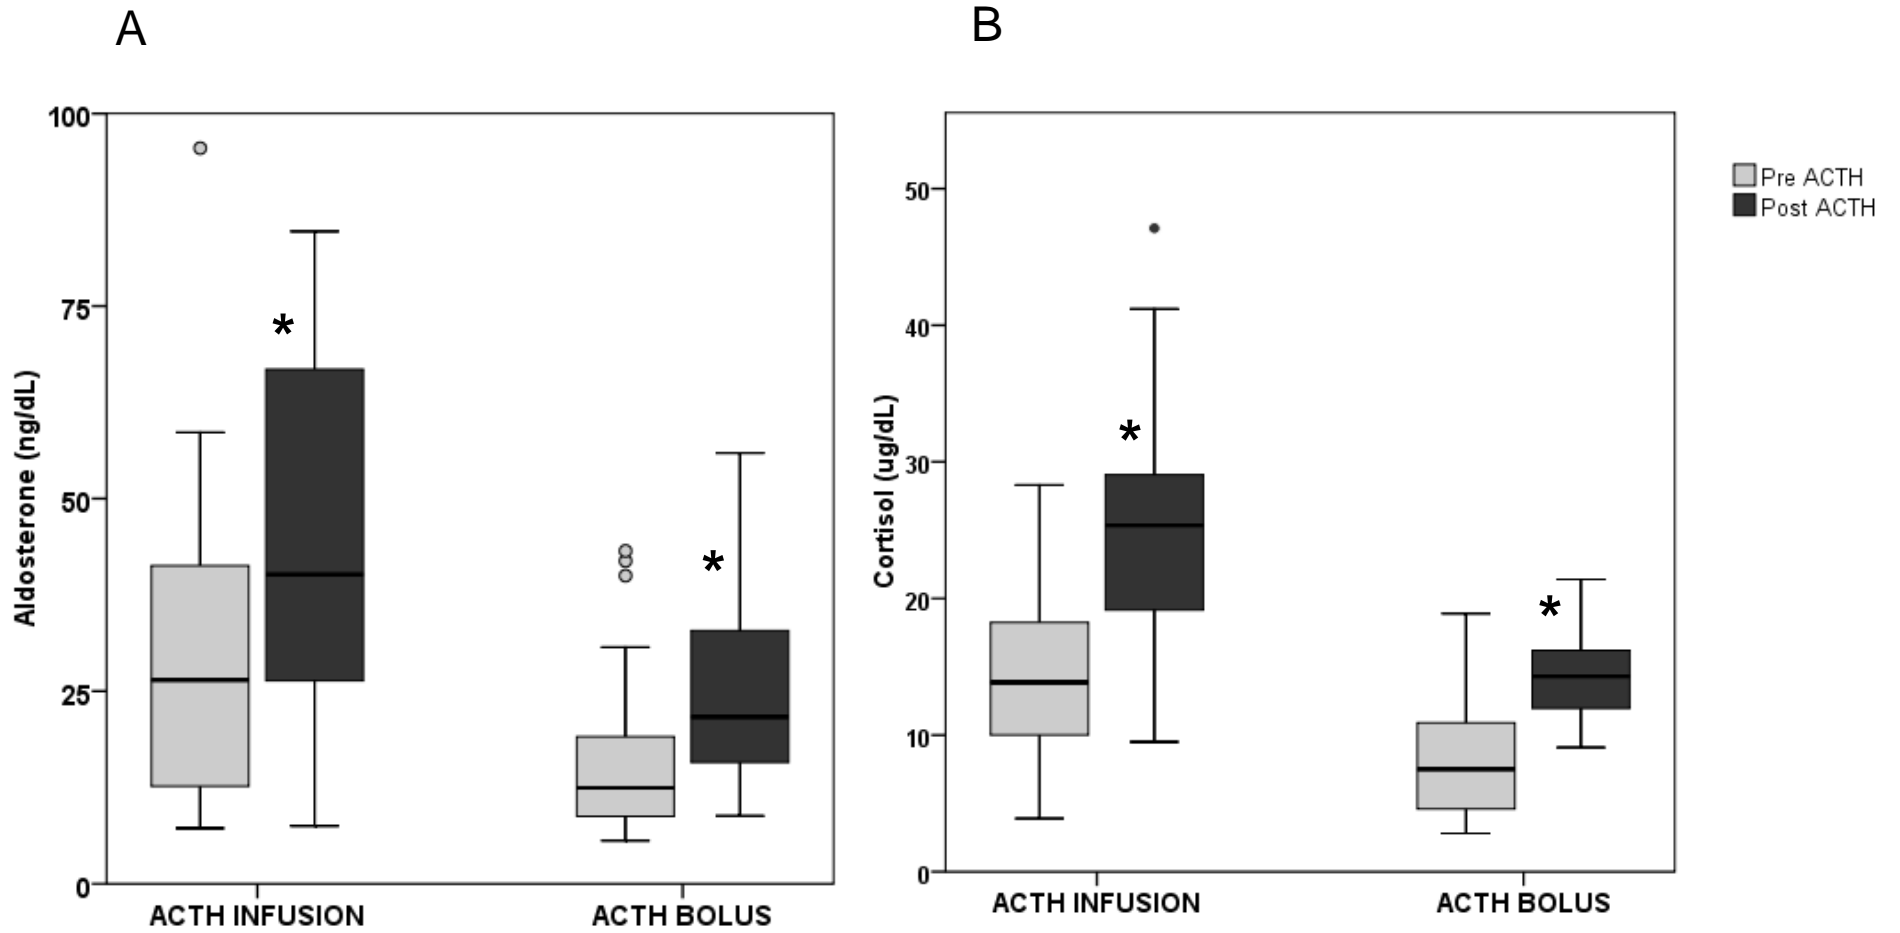 A
B
100
75
50
25
0
Aldosterone (ng/dL)
*
*
ACTH INFUSION
ACTH BOLUS
50
40
30
20
10
0
Cortisol (ug/dL)
*
*
ACTH INFUSION
ACTH BOLUS
Pre ACTH
Post ACTH